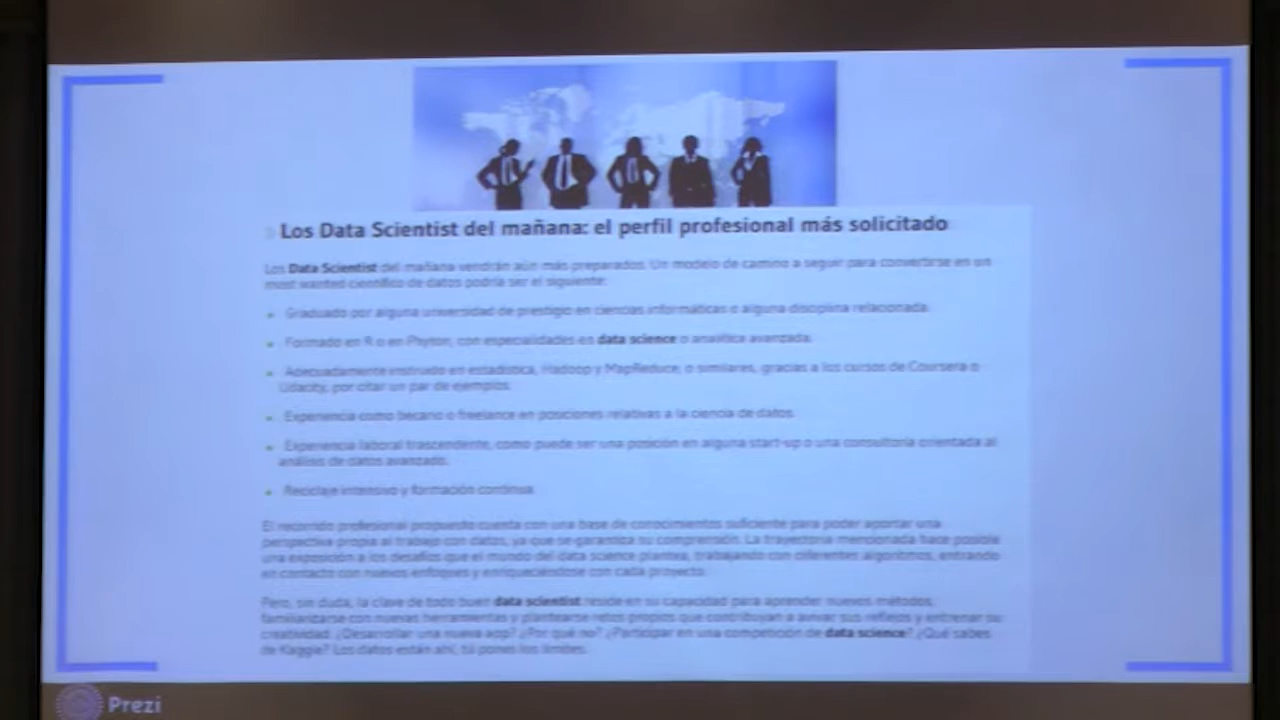 Los Data Scientist del mañana: el perfil profesional más solicitado
Los Data Scientist del mañana vendrán aún más preparados. Un modelo de camino a seguir para convertirse en un
most wanted científico de datos podría ser el siguiente:
Graduado por alguna universidad de prestigio en ciencias informáticas o alguna disciplina relacionada.
Formado en R o en Phyton, con especialidades en data science o analítica avanzada.
Adecuadamente instruido en estadística, Hadoop y MapReduce, o similares, gracias a los cursos de Coursera o
Udacity, por citar un par de ejemplos.
Experiencia como becario o freelance en posiciones relativas a la ciencia de datos.
Experiencia laboral trascendente, como puede ser una posición en alguna start-up o una consultoría orientada al
análisis de datos avanzado.
Reciclaje intensivo y formación continua.
El recorrido profesional propuesto cuenta con una base de conocimientos suficiente para poder aportar una
perspectiva propia al trabajo con datos, ya que se garantiza su comprensión. La trayectoria mencionada hace posible
una exposición a los desafíos que el mundo del data science plantea, trabajando con diferentes algoritmos, entrando
en contacto con nuevos enfoques y enriqueciéndose con cada proyecto.
Pero, sin duda, la clave de todo buen data scientist reside en su capacidad para aprender nuevos métodos,
familiarizarse con nuevas herramientas y plantearse retos propios que contribuyan a avivar sus reflejos y entrenar su
creatividad. ¿Desarrollar una nueva app? ¿Por qué no? ¿Participar en una competición de data science? ¿Qué sabes
de Kaggle? Los datos están ahí, tú pones los límites.
Prezi